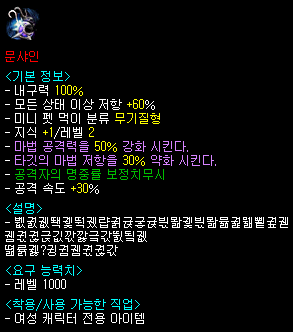 문샤인
<기본 정보>
- 내구력 100%
- 모든 상태 이상 저항 +60%
- 미니 펫 먹이 분류 무기질형
- 지식 +1/레벨 2
- 마법 공격력을 50% 강화 시킨다.
- 타깃의 마법 저항을 30% 약화 시킨다.
- 공격자의 명중률 보정치무시
- 공격 속도 +30%
<설명>
-
<요구 능력치>
- 레벨 1000
<착용/사용 가능한 직업>
- 여성 캐릭터 전용 아이템